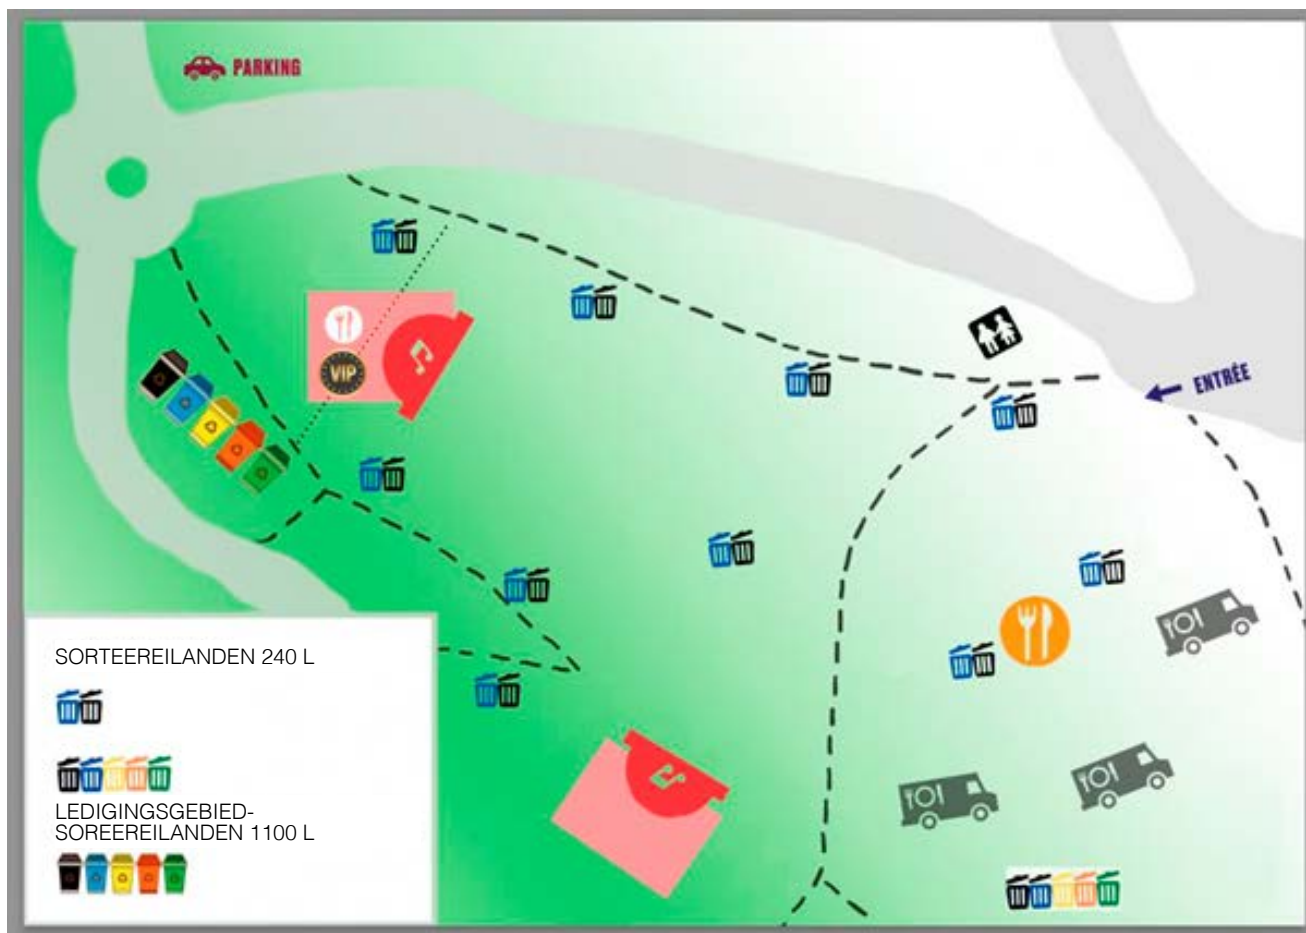 PARKING
VIP
ENTRÉE
SORTEEREILANDEN 240 L
LEDIGINGSGEBIED-
SOREEREILANDEN 1100 L